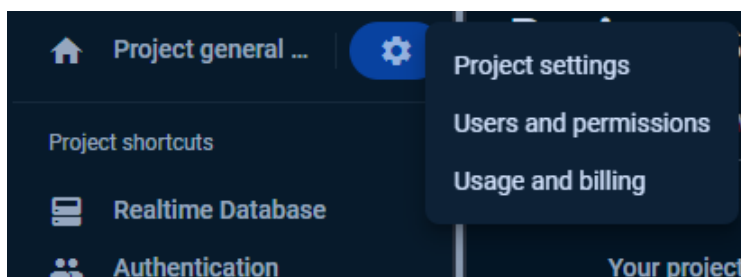 Project general ...
Project settings
Users and permissions
Usage and billing
Project shortcuts
Realtime Database
Authentication
Your project